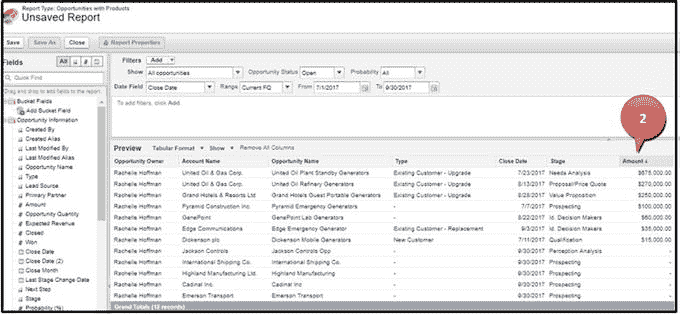 Report Type: Opportunities with Products
Unsaved Report
Save Save As Close Report Properties
Fields All
Quick Find
Drag and drop to add fields to the report.
Bucket Fields
Add Bucket Field
Opportunity Information
Created By
Created Alias
Last Modified By
Last Modified Alias
Opportunity Name
Type
Lead Source
Primary Partner
Amount
Opportunity Quantity
Expected Revenue
Closed
Won
Close Date
Close Date (2)
Close Month
Last Stage Change Date
Next Step
Stage
Probability (%)
Filters Add
Show All opportunities Opportunity Status Open Probability All
Date Field Close Date Range Current FQ From 7/1/2017 To 9/30/2017
To add filters, click Add.
2
Preview Tabular Format Show Remove All Columns
Opportunity Owner Account Name Opportunity Name Type Close Date Stage Amount ↓
Rachelle Hoffman United Oil & Gas Corp. United Oil Plant Standby Generators Existing Customer - Upgrade 7/23/2017 Needs Analysis $675,000.00
Rachelle Hoffman United Oil & Gas Corp. United Oil Refinery Generators Existing Customer - Upgrade 8/13/2017 Proposal/Price Quote $270,000.00
Rachelle Hoffman Grand Hotels & Resorts Ltd Grand Hotels Guest Portable Generators Existing Customer - Upgrade 8/28/2017 Value Proposition $250,000.00
Rachelle Hoffman Pyramid Construction Inc. Pyramid Emergency Generators - 7/7/2017 Prospecting $100,000.00
Rachelle Hoffman GenePoint GenePoint Lab Generators - 8/22/2017 Id. Decision Makers $60,000.00
Rachelle Hoffman Edge Communications Edge Emergency Generator Existing Customer - Replacement 9/3/2017 Id. Decision Makers $35,000.00
Rachelle Hoffman Dickenson plc Dickenson Mobile Generators New Customer 7/11/2017 Qualification $15,000.00
Rachelle Hoffman Jackson Controls Jackson Controls Opp - 9/30/2017 Perception Analysis -
Rachelle Hoffman International Shipping Co. International Shipping Co. - 9/30/2017 Prospecting -
Rachelle Hoffman Highland Manufacturing Ltd. Highland Manufacturing - 9/30/2017 Prospecting -
Rachelle Hoffman Cadinal Inc. Cadinal Inc - 9/30/2017 Prospecting -
Rachelle Hoffman Emerson Transport Emerson Transport - 9/30/2017 Prospecting -
Grand Totals (12 records)